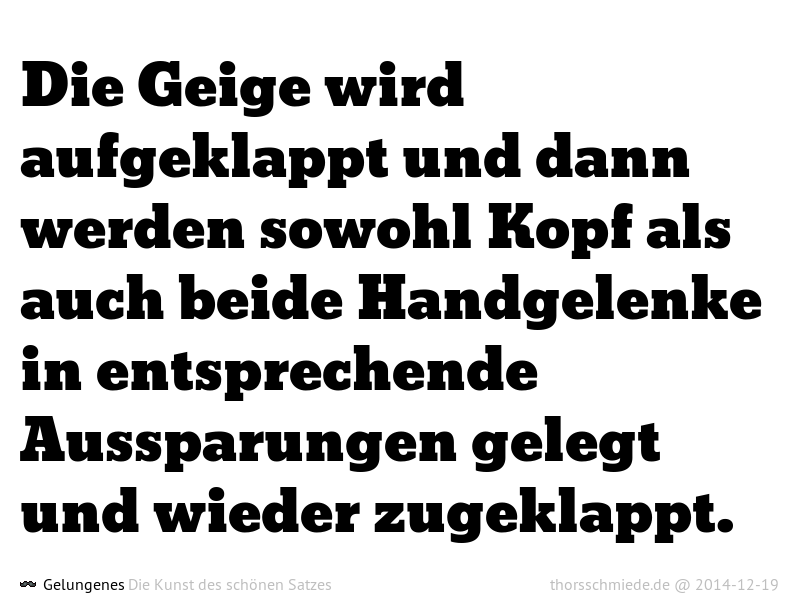 Die Geige wird
aufgeklappt und dann
werden sowohl Kopf als
auch beide Handgelenke
in entsprechende
Aussparungen gelegt
und wieder zugeklappt.
Gelungenes Die Kunst des schönen Satzes
thorsschmiede.de @ 2014-12-19